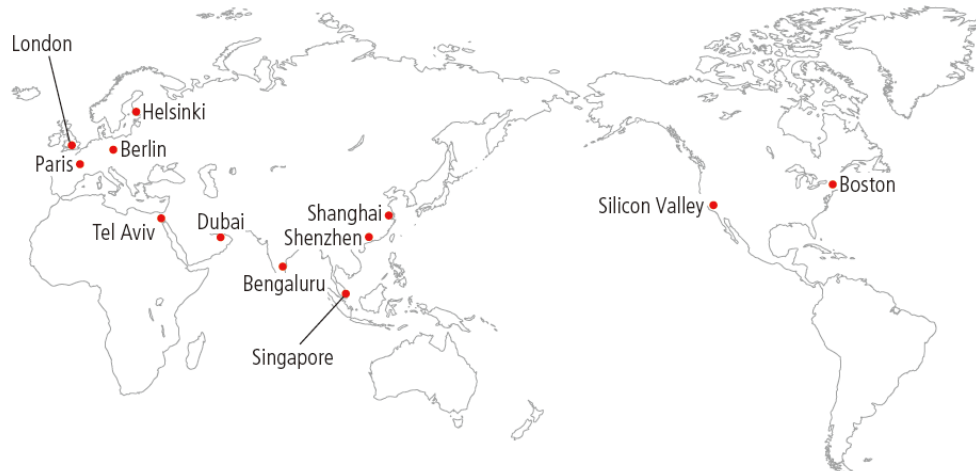 London
Helsinki
Berlin
Paris
Boston
Silicon Valley
Shanghai
Dubai
Tel Aviv
Shenzhen
Bengaluru
Singapore